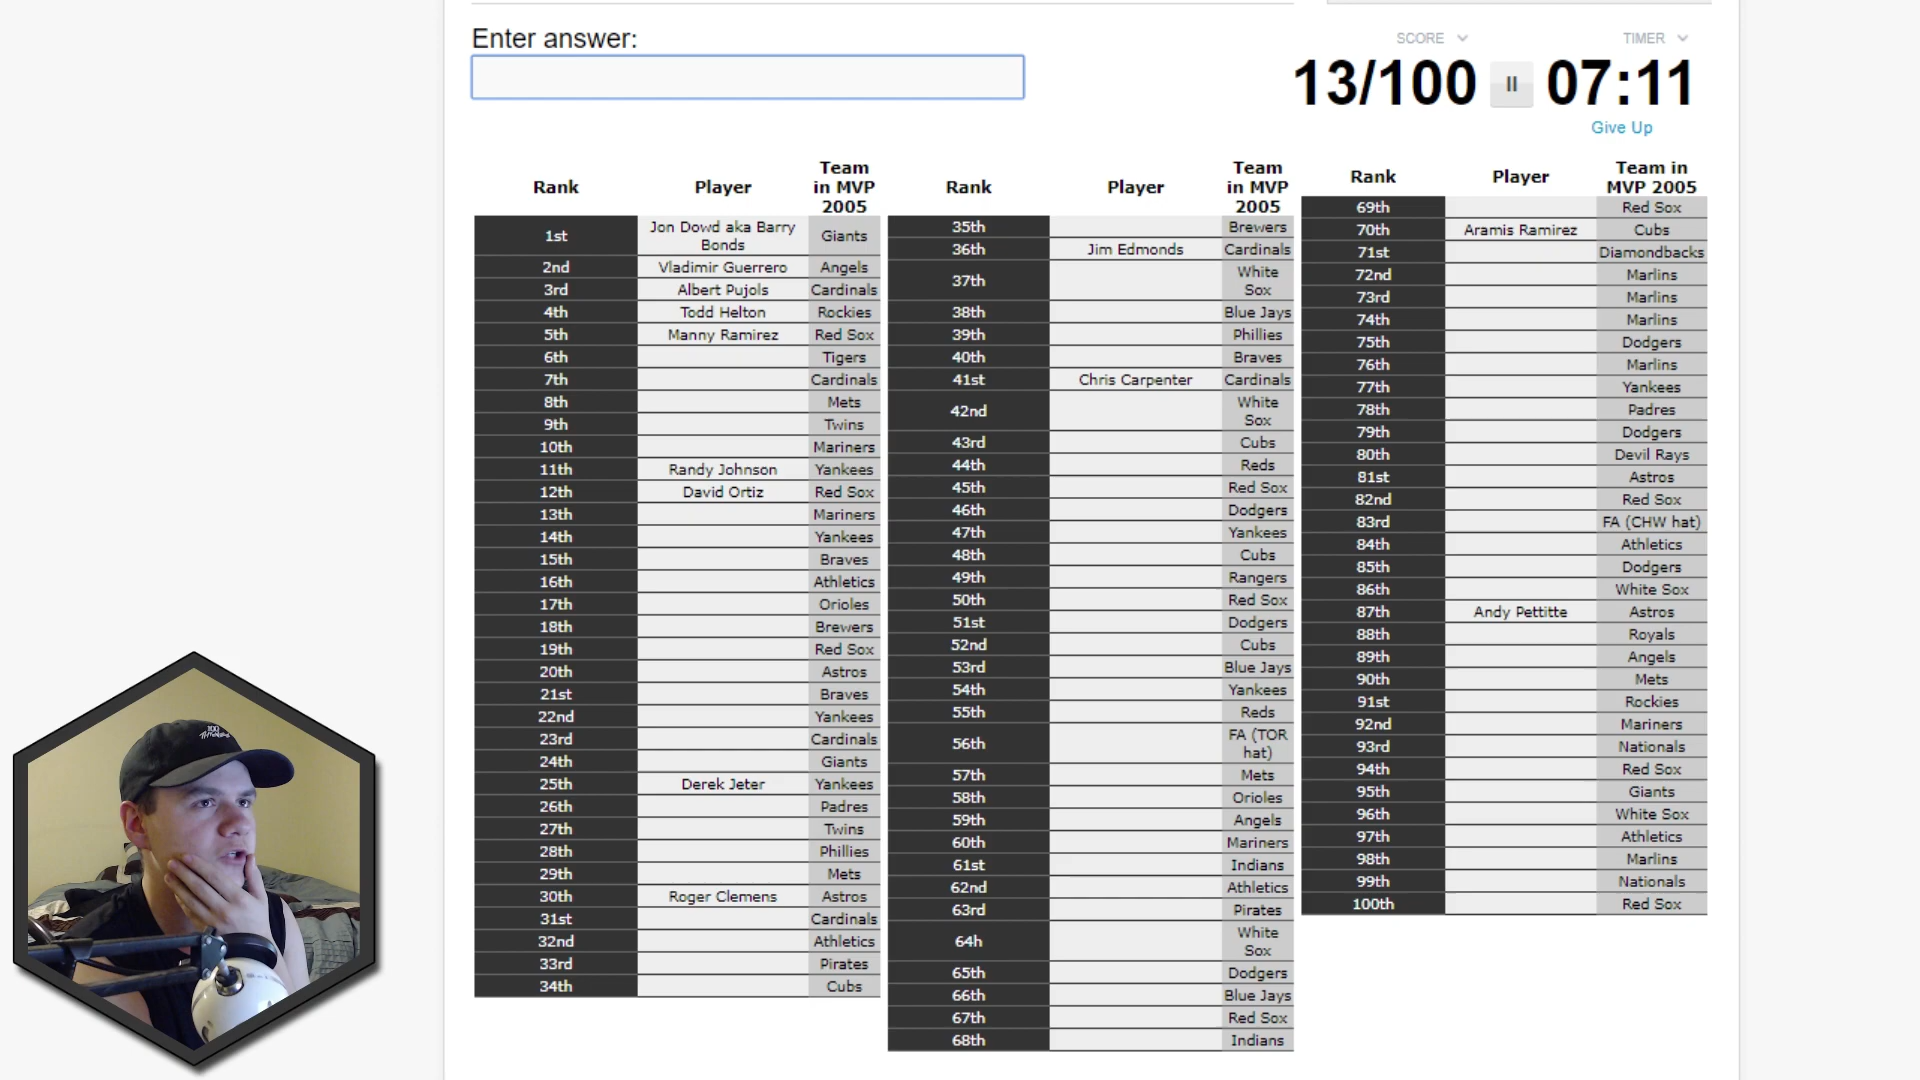 Enter answer:
SCORE
TIMER
13/100
07:11
Give Up
Rank Player Team in MVP 2005
1st Jon Dowd aka Barry Bonds Giants
2nd Vladimir Guerrero Angels
3rd Albert Pujols Cardinals
4th Todd Helton Rockies
5th Manny Ramirez Red Sox
6th Tigers
7th Cardinals
8th Mets
9th Twins
10th Mariners
11th Randy Johnson Yankees
12th David Ortiz Red Sox
13th Mariners
14th Yankees
15th Braves
16th Athletics
17th Orioles
18th Brewers
19th Red Sox
20th Astros
21st Braves
22nd Yankees
23rd Cardinals
24th Giants
25th Derek Jeter Yankees
26th Padres
27th Twins
28th Phillies
29th Mets
30th Roger Clemens Astros
31st Cardinals
32nd Athletics
33rd Pirates
34th Cubs
Rank Player Team in MVP 2005
35th Brewers
36th Jim Edmonds Cardinals
37th White Sox
38th Blue Jays
39th Phillies
40th Braves
41st Chris Carpenter Cardinals
42nd White Sox
43rd Cubs
44th Reds
45th Red Sox
46th Dodgers
47th Yankees
48th Cubs
49th Rangers
50th Red Sox
51st Dodgers
52nd Cubs
53rd Blue Jays
54th Yankees
55th Reds
56th FA (TOR hat)
57th Mets
58th Orioles
59th Angels
60th Mariners
61st Indians
62nd Athletics
63rd Pirates
64h White Sox
65th Dodgers
66th Blue Jays
67th Red Sox
68th Indians
Rank Player Team in MVP 2005
69th Red Sox
70th Aramis Ramirez Cubs
71st Diamondbacks
72nd Marlins
73rd Marlins
74th Marlins
75th Dodgers
76th Marlins
77th Yankees
78th Padres
79th Dodgers
80th Devil Rays
81st Astros
82nd Red Sox
83rd FA (CHW hat)
84th Athletics
85th Dodgers
86th White Sox
87th Andy Pettitte Astros
88th Royals
89th Angels
90th Mets
91st Rockies
92nd Mariners
93rd Nationals
94th Red Sox
95th Giants
96th White Sox
97th Athletics
98th Marlins
99th Nationals
100th Red Sox